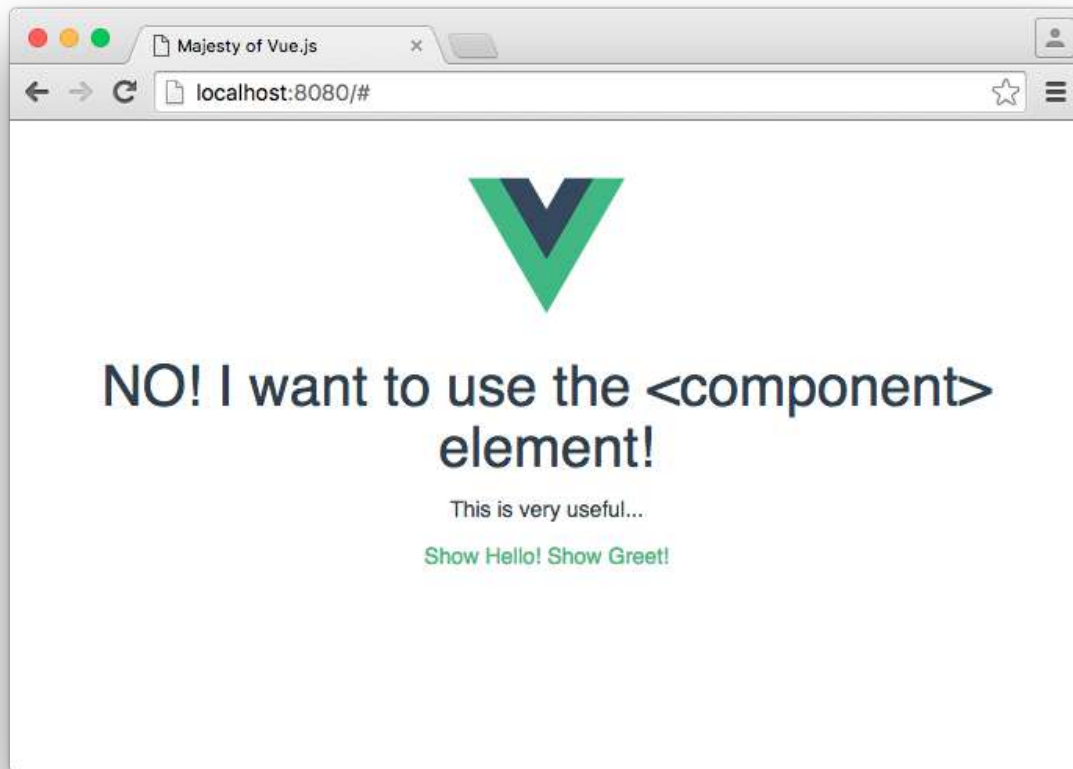 Majesty of Vue.js
localhost:8080/#
NO! I want to use the <component>
element!
This is very useful...
Show Hello! Show Greet!